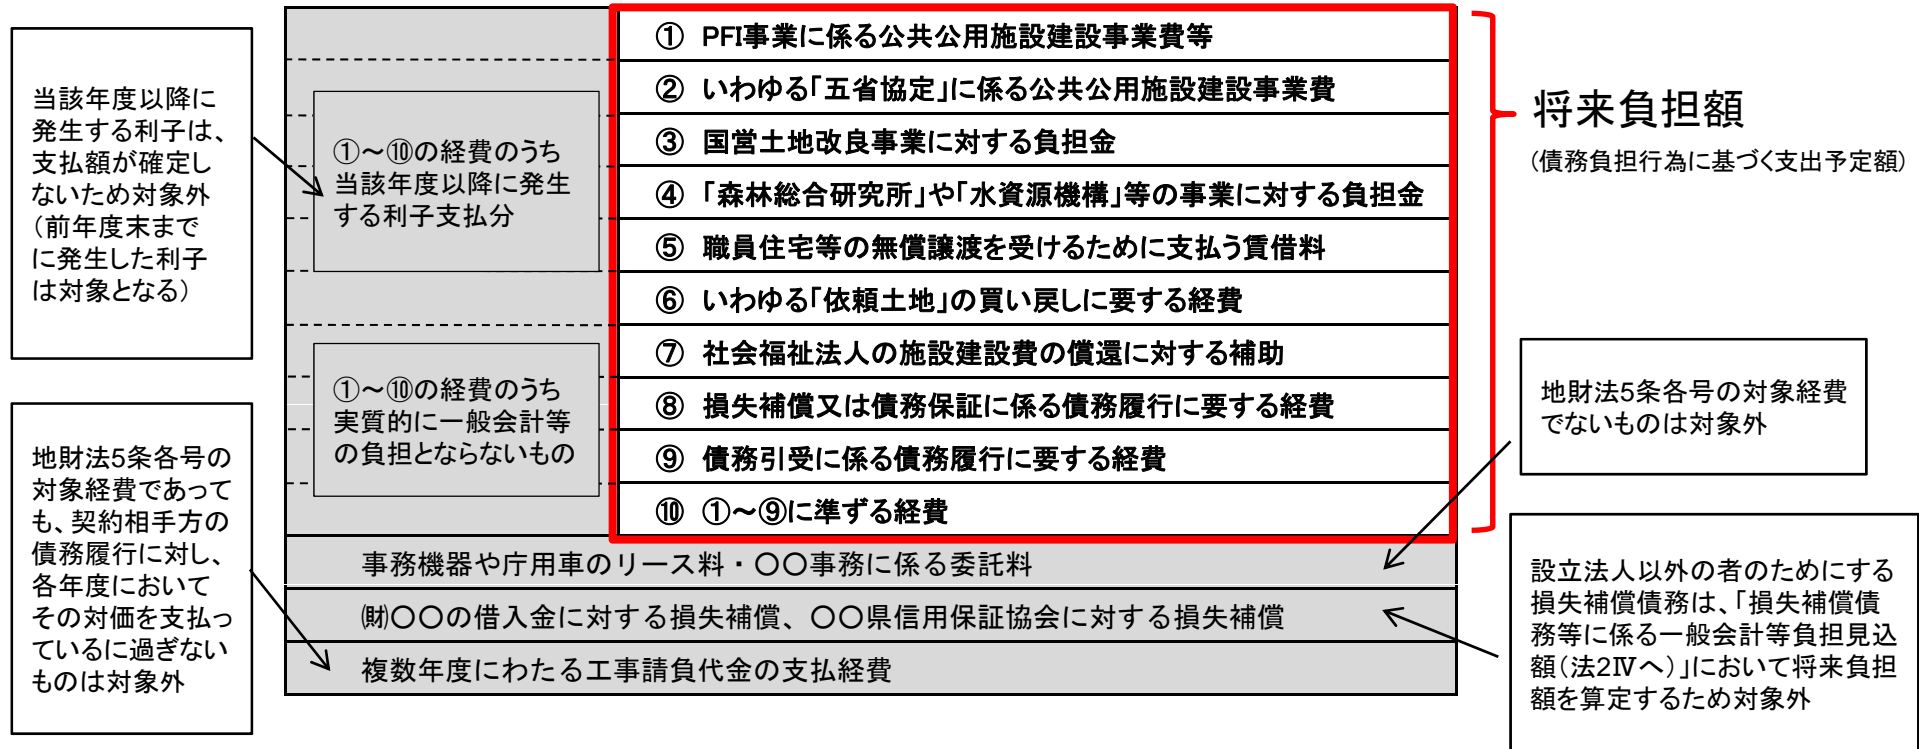 当該年度以降に
発生する利子は、
支払額が確定し
ないため対象外
（前年度末まで
に発生した利子
は対象となる）
地財法5条各号の
対象経費であって
も、契約相手方の
債務履行に対し、
各年度において
その対価を支払っ
ているに過ぎない
ものは対象外
①～⑩の経費のうち
当該年度以降に発生
する利子支払分
①～⑩の経費のうち
実質的に一般会計等
の負担とならないもの
① PFI事業に係る公共公用施設建設事業費等
② いわゆる「五省協定」に係る公共公用施設建設事業費
③ 国営土地改良事業に対する負担金
④ 「森林総合研究所」や「水資源機構」等の事業に対する負担金
⑤ 職員住宅等の無償譲渡を受けるために支払う賃借料
⑥ いわゆる「依頼土地」の買い戻しに要する経費
⑦ 社会福祉法人の施設建設費の償還に対する補助
⑧ 損失補償又は債務保証に係る債務履行に要する経費
⑨ 債務引受に係る債務履行に要する経費
⑩ ①～⑨に準ずる経費
事務機器や庁用車のリース料・〇〇事務に係る委託料
㈶〇〇の借入金に対する損失補償、〇〇県信用保証協会に対する損失補償
複数年度にわたる工事請負代金の支払経費
将来負担額
（債務負担行為に基づく支出予定額）
地財法5条各号の対象経費
でないものは対象外
設立法人以外の者のためにする
損失補償債務は、「損失補償債
務等に係る一般会計等負担見込
額（法2Ⅳへ）」において将来負担
額を算定するため対象外